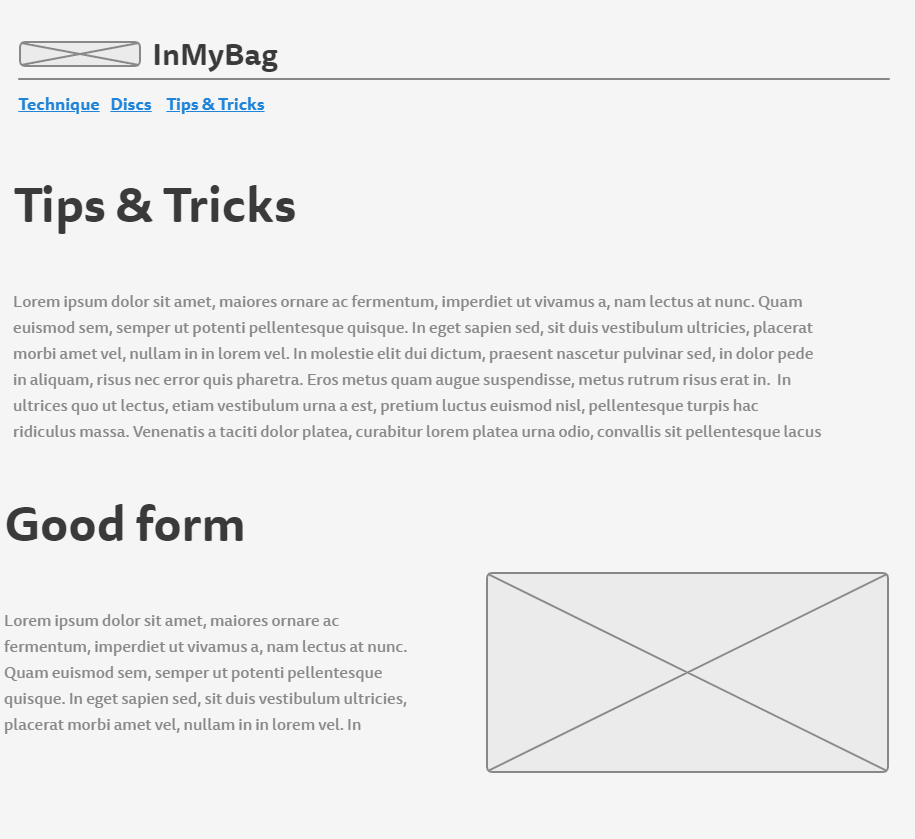 InMyBag
Technique Discs Tips & Tricks
Tips & Tricks
Lorem ipsum dolor sit amet, maiores ornare ac fermentum, imperdiet ut vivamus a, nam lectus at nunc. Quam
euismod sem, semper ut potenti pellentesque quisque. In eget sapien sed, sit duis vestibulum ultricies, placerat
morbi amet vel, nullam in in lorem vel. In molestie elit dui dictum, praesent nascetur pulvinar sed, in dolor pede
in aliquam, risus nec error quis pharetra. Eros metus quam augue suspendisse, metus rutrum risus erat in. In
ultrices quo ut lectus, etiam vestibulum urna a est, pretium luctus euismod nisl, pellentesque turpis hac
ridiculus massa. Venenatis a taciti dolor platea, curabitur lorem platea urna odio, convallis sit pellentesque lacus
Good form
Lorem ipsum dolor sit amet, maiores ornare ac
fermentum, imperdiet ut vivamus a, nam lectus at nunc.
Quam euismod sem, semper ut potenti pellentesque
quisque. In eget sapien sed, sit duis vestibulum ultricies,
placerat morbi amet vel, nullam in in lorem vel. In